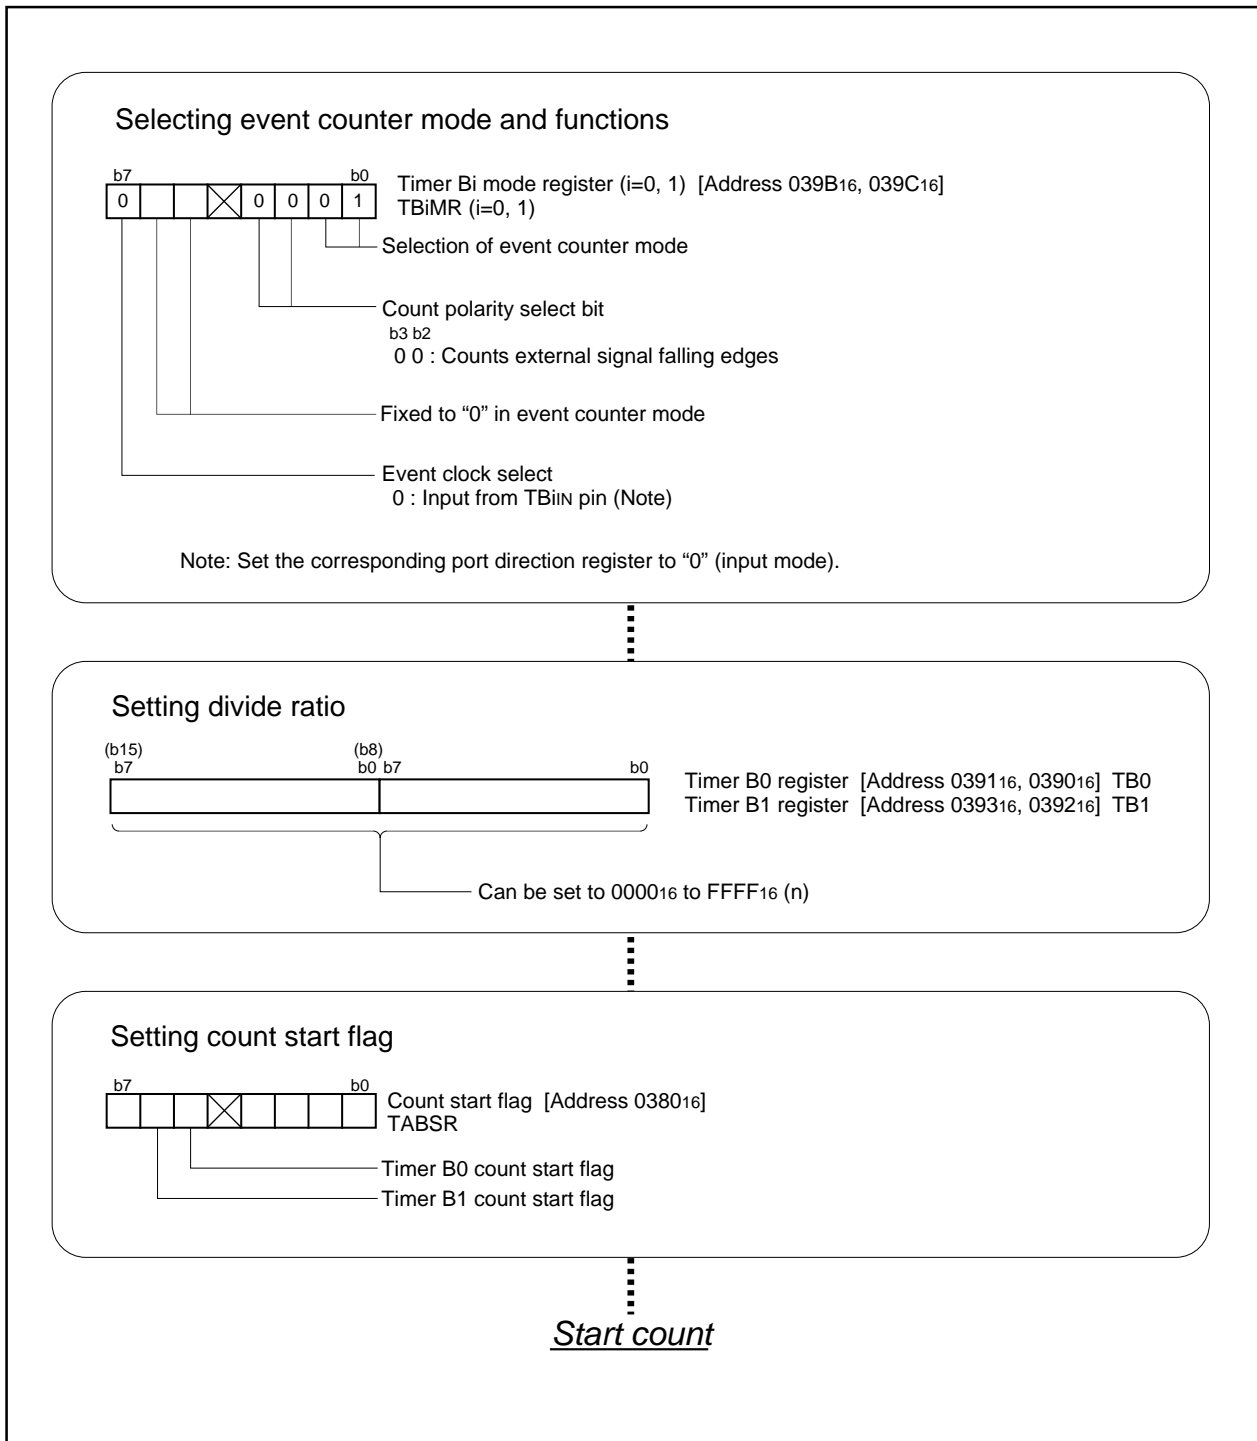 Selecting event counter mode and functions
b7 b0
0 0 0 0 1
Timer Bi mode register (i=0, 1) [Address 039B16, 039C16]
TBiMR (i=0, 1)
Selection of event counter mode
Count polarity select bit
b3 b2
0 0 : Counts external signal falling edges
Fixed to “0” in event counter mode
Event clock select
0 : Input from TBiIN pin (Note)
Note: Set the corresponding port direction register to “0” (input mode).
Setting divide ratio
(b15) (b8)
b7 b0 b7 b0
Timer B0 register [Address 039116, 039016] TB0
Timer B1 register [Address 039316, 039216] TB1
Can be set to 000016 to FFFF16 (n)
Setting count start flag
b7 b0
Count start flag [Address 038016]
TABSR
Timer B0 count start flag
Timer B1 count start flag
Start count